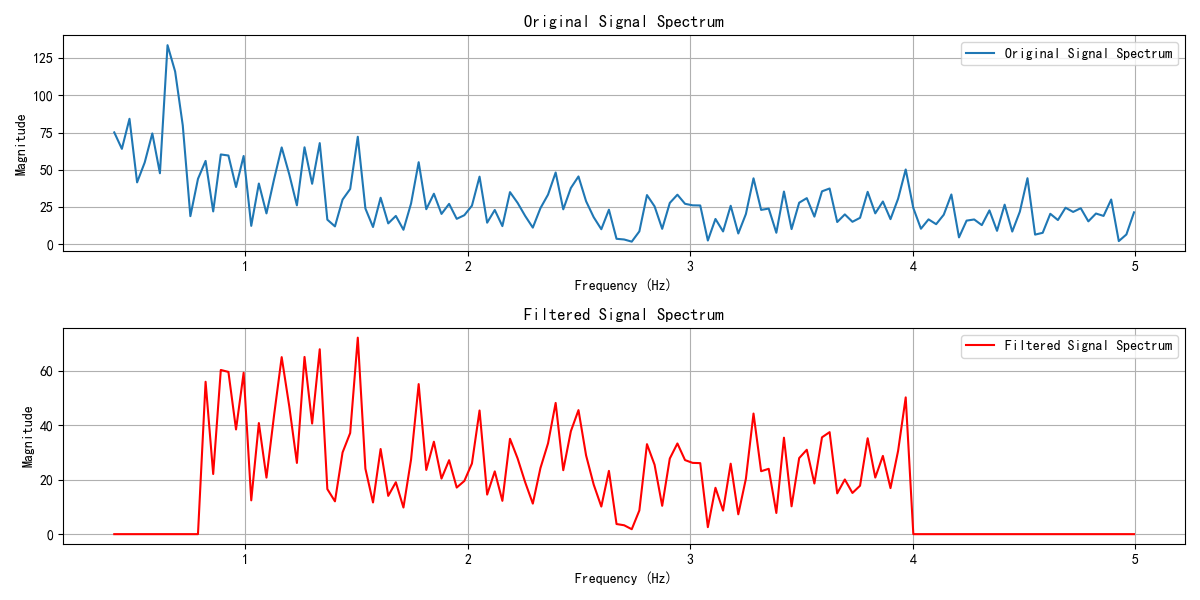 Original Signal Spectrum
Original Signal Spectrum
Magnitude
125
100
75
50
25
0
1 2 3 4 5
Frequency (Hz)
Filtered Signal Spectrum
Filtered Signal Spectrum
Magnitude
60
40
20
0
1 2 3 4 5
Frequency (Hz)